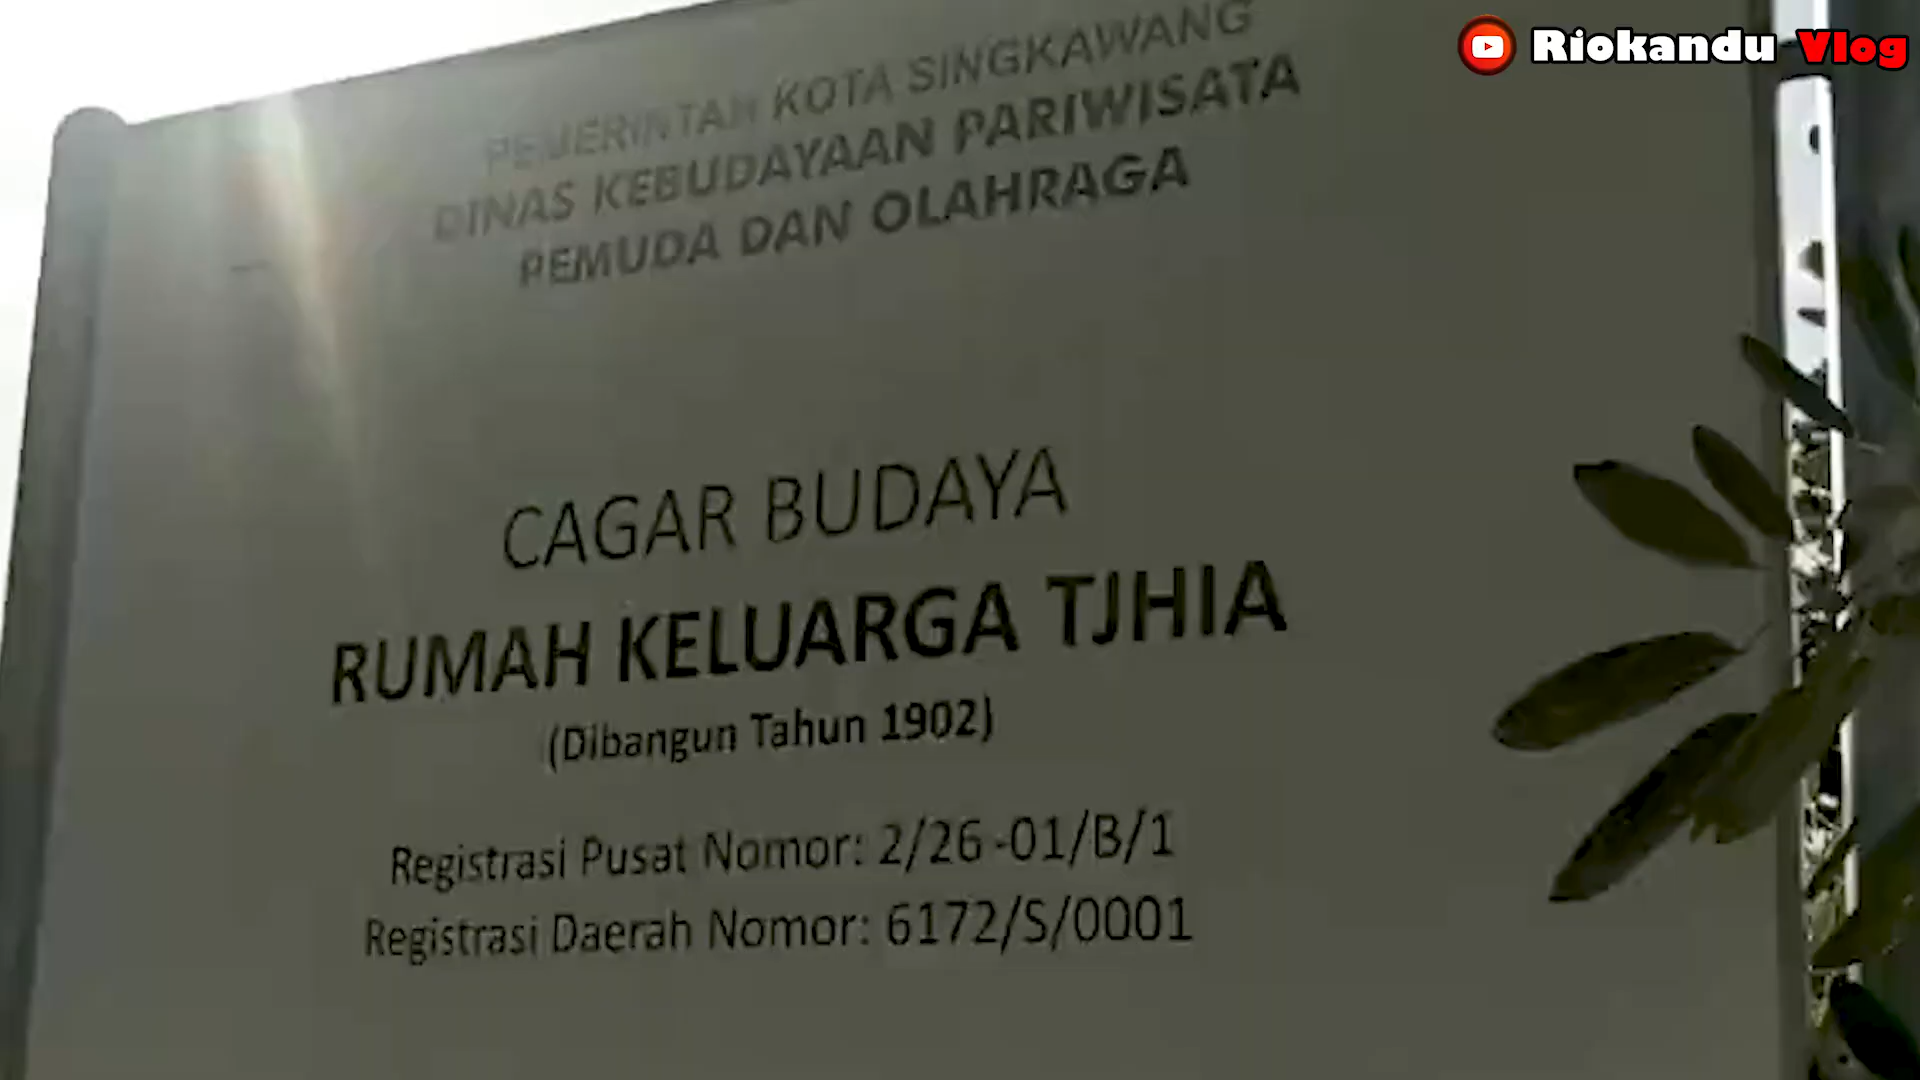 Riokandu Vlog
PEMERINTAH KOTA SINGKAWANG
DINAS KEBUDAYAAN PARIWISATA
PEMUDA DAN OLAHRAGA
CAGAR BUDAYA
RUMAH KELUARGA TJHIA
(Dibangun Tahun 1902)
Registrasi Pusat Nomor: 2/26-01/B/1
Registrasi Daerah Nomor: 6172/S/0001